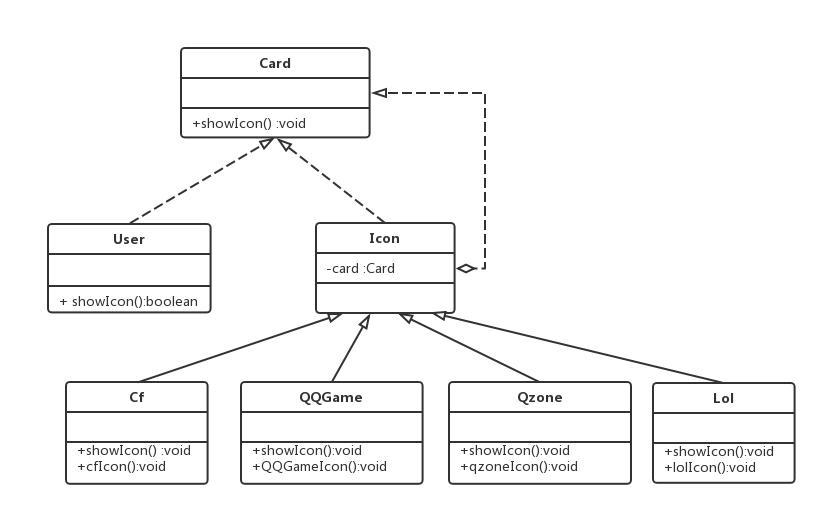 Card
+showIcon() :void
User
+ showIcon():boolean
Icon
-card :Card
Cf
+showIcon() :void
+cfIcon():void
QQGame
+showIcon():void
+QQGameIcon():void
Qzone
+showIcon():void
+qzoneIcon():void
Lol
+showIcon():void
+lolIcon():void